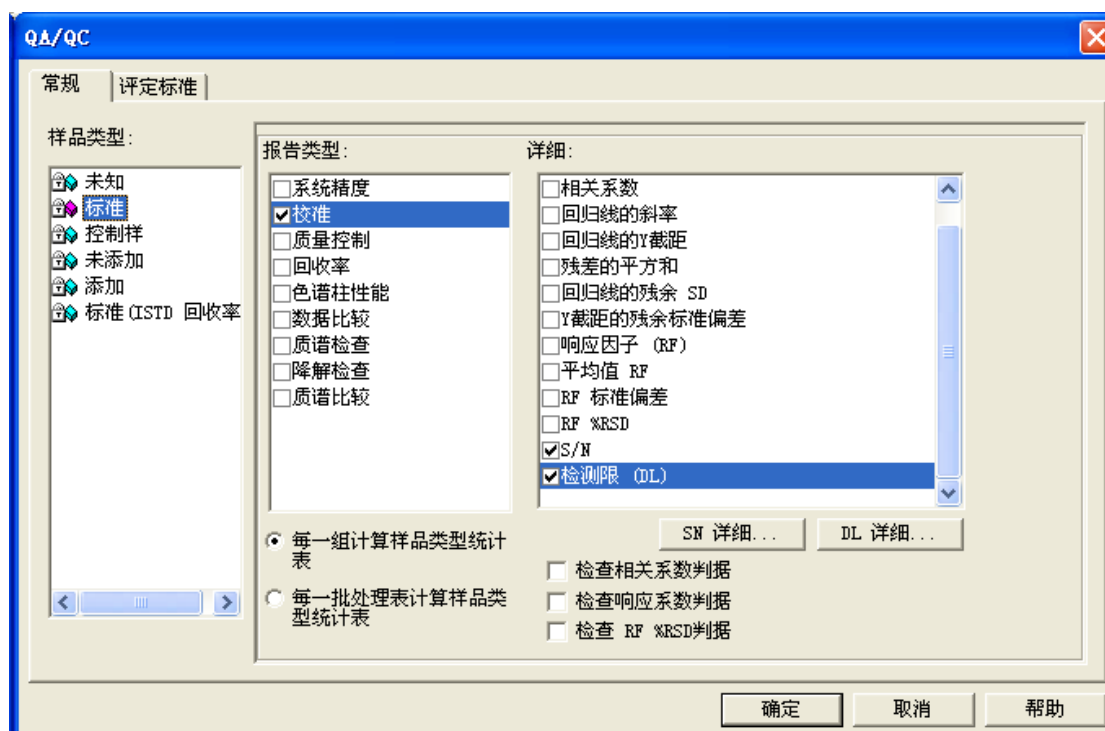 QA/QC
常规
评定标准
样品类型:
未知
标准
控制样
未添加
添加
标准(ISTD 回收率
报告类型:
系统精度
校准
质量控制
回收率
色谱柱性能
数据比较
质谱检查
降解检查
质谱比较
每一组计算样品类型统计
表
每一批处理表计算样品类
型统计表
详细:
相关系数
回归线的斜率
回归线的Y截距
残差的平方和
回归线的残余 SD
Y截距的残余标准偏差
响应因子 (RF)
平均值 RF
RF 标准偏差
RF %RSD
S/N
检测限 (DL)
SN 详细...
DL 详细...
检查相关系数判据
检查响应系数判据
检查 RF %RSD判据
确定
取消
帮助